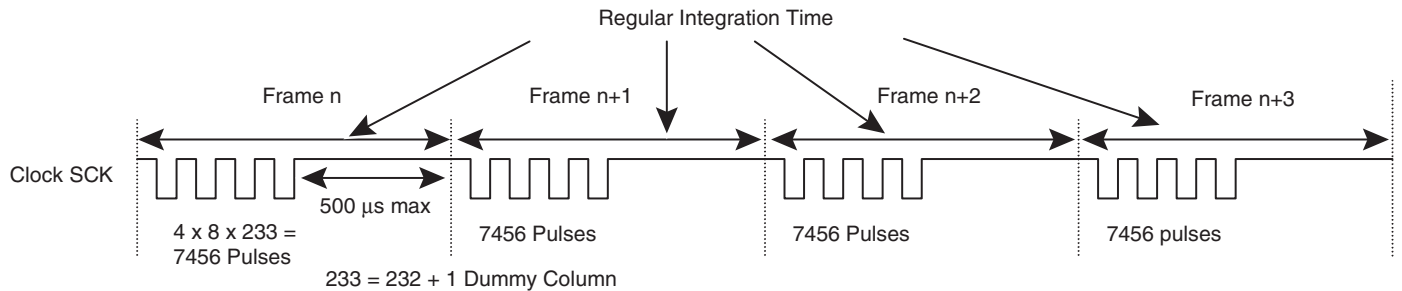 Regular Integration Time
Frame n
Frame n+1
Frame n+2
Frame n+3
Clock SCK
500 μs max
4 x 8 x 233 =
7456 Pulses
7456 Pulses
7456 Pulses
7456 pulses
233 = 232 + 1 Dummy Column